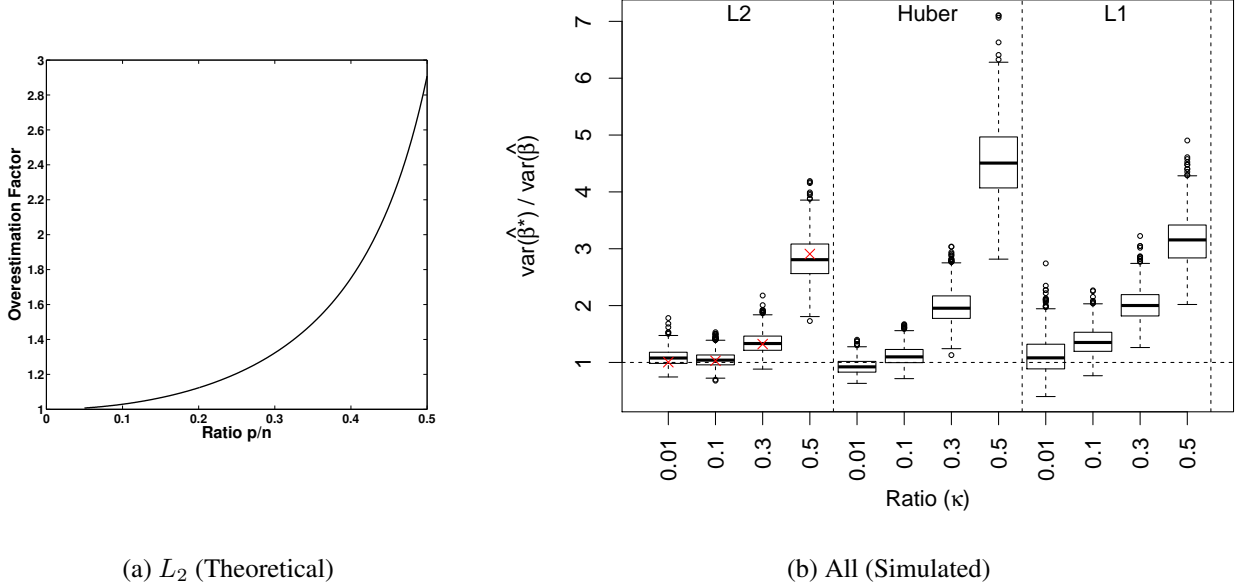 3
2.8
2.6
2.4
2.2
2
1.8
1.6
1.4
1.2
1
Overestimation Factor
0 0.1 0.2 0.3 0.4 0.5
Ratio p/n
(a) L₂ (Theoretical)
L2 Huber L1
7
6
5
4
3
2
1
var(β̂*) / var(β̂)
0.01 0.1 0.3 0.5 0.01 0.1 0.3 0.5 0.01 0.1 0.3 0.5
Ratio (κ)
(b) All (Simulated)